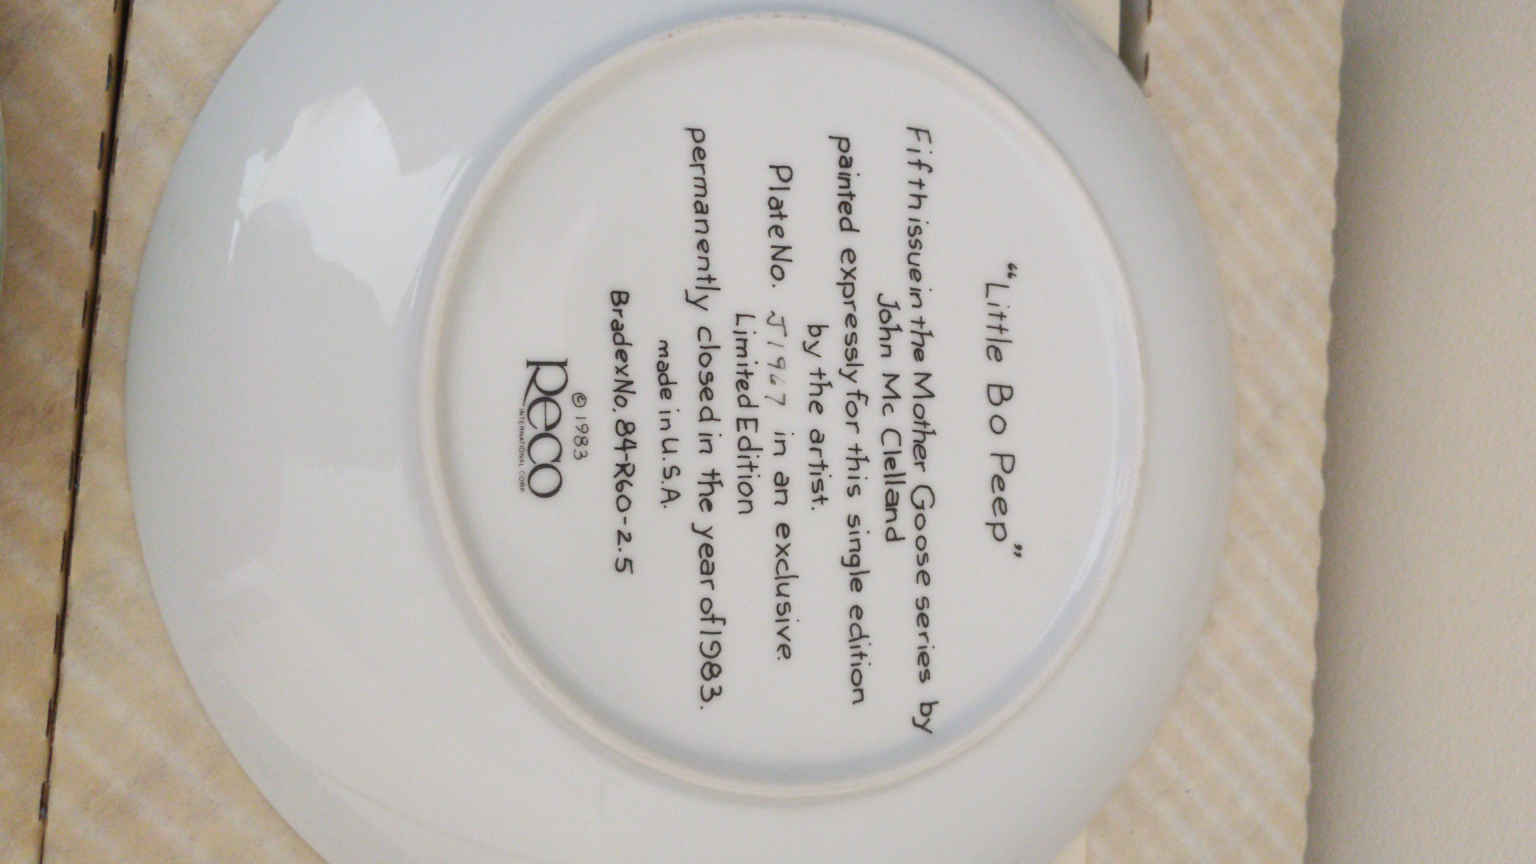 “Little Bo Peep”
Fifth issue in the Mother Goose series by
John Mc Clelland
painted expressly for this single edition
by the artist.
Plate No. J1967 in an exclusive
Limited Edition
permanently closed in the year of 1983.
made in U.S.A.
Bradex No. 84-R60-2.5
© 1983
Reco
INTERNATIONAL CORP.